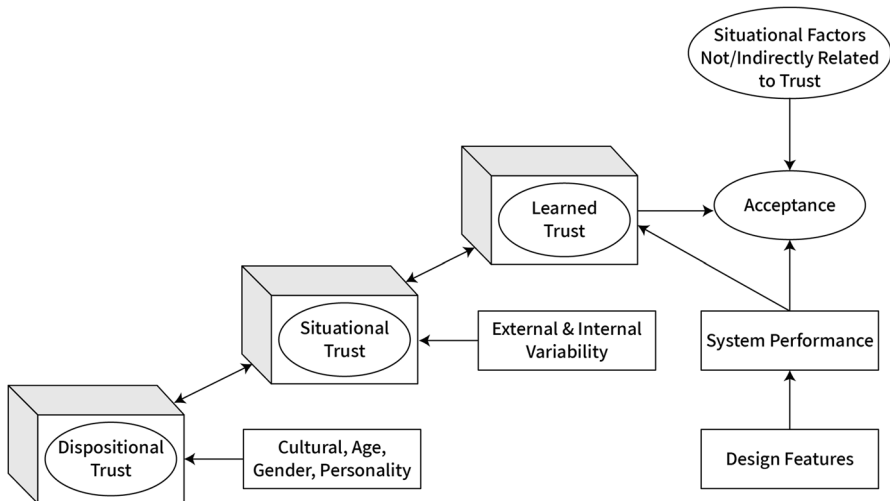 Situational Factors
Not/Indirectly Related
to Trust
Learned
Trust
Acceptance
Situational
Trust
External & Internal
Variability
System Performance
Dispositional
Trust
Cultural, Age,
Gender, Personality
Design Features